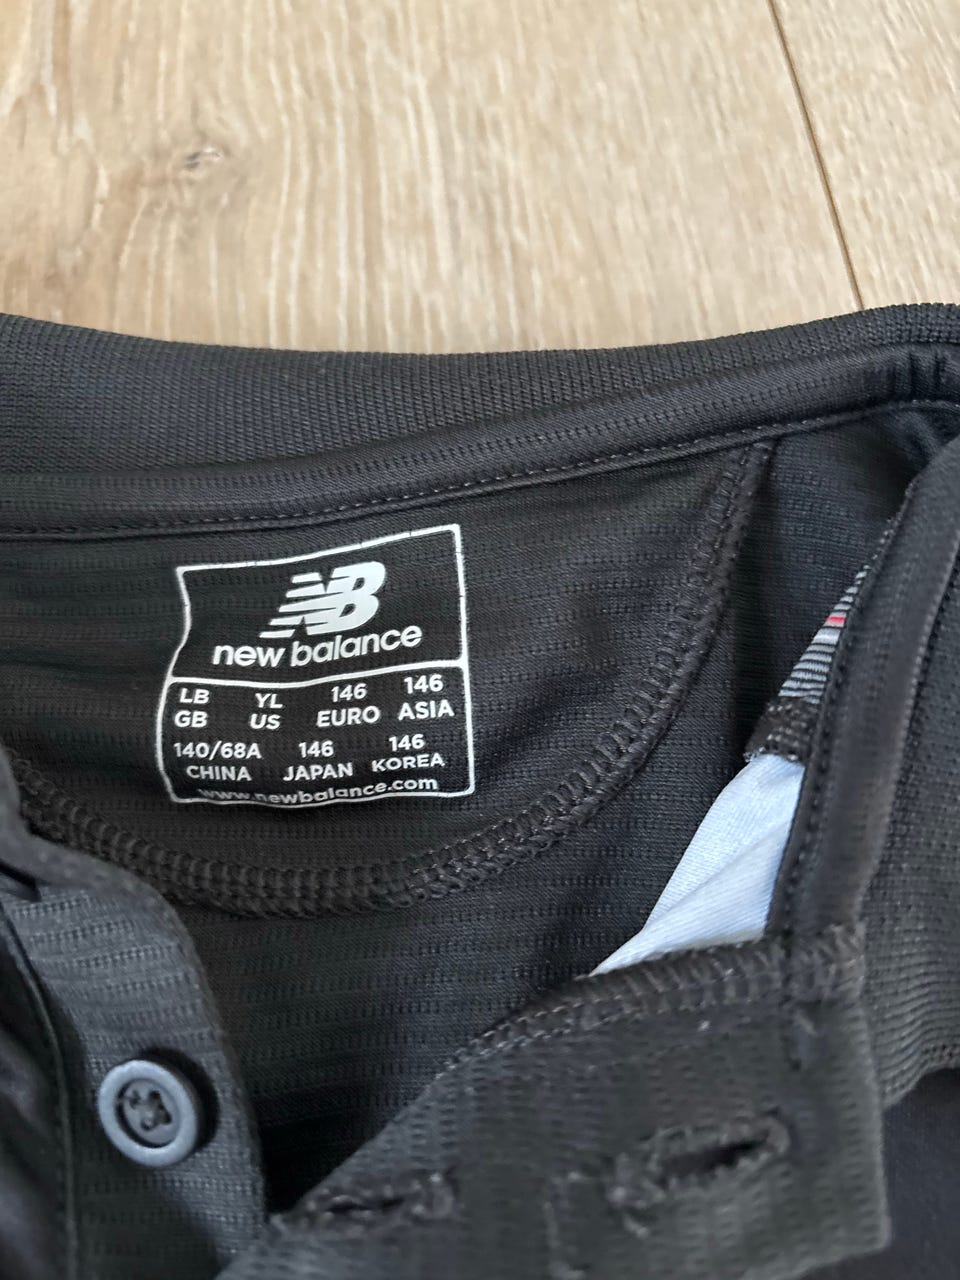 NB
new balance
LB YL 146 146
GB US EURO ASIA
140/68A 146 146
CHINA JAPAN KOREA
www.newbalance.com